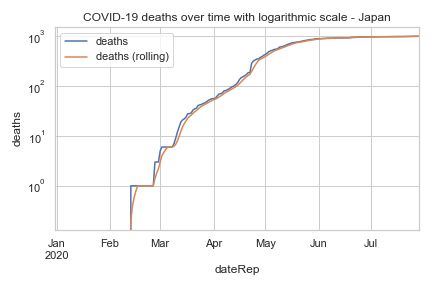 COVID-19 deaths over time with logarithmic scale - Japan
deaths
deaths (rolling)
10³
10²
10¹
10⁰
deaths
Jan Feb Mar Apr May Jun Jul
2020
dateRep